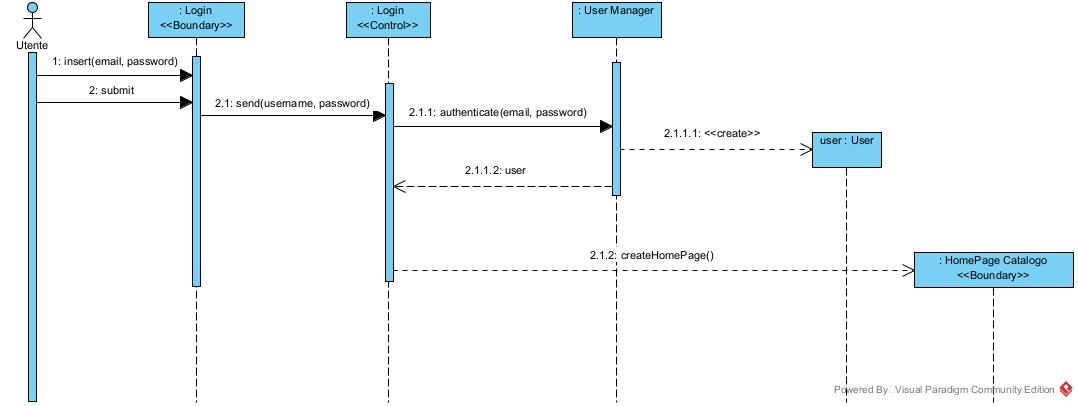 : Login
<<Boundary>>
: Login
<<Control>>
: User Manager
Utente
1: insert(email, password)
2: submit
2.1: send(username, password)
2.1.1: authenticate(email, password)
2.1.1.1: <<create>>
user : User
2.1.1.2: user
2.1.2: createHomePage()
: HomePage Catalogo
<<Boundary>>
Powered By Visual Paradigm Community Edition